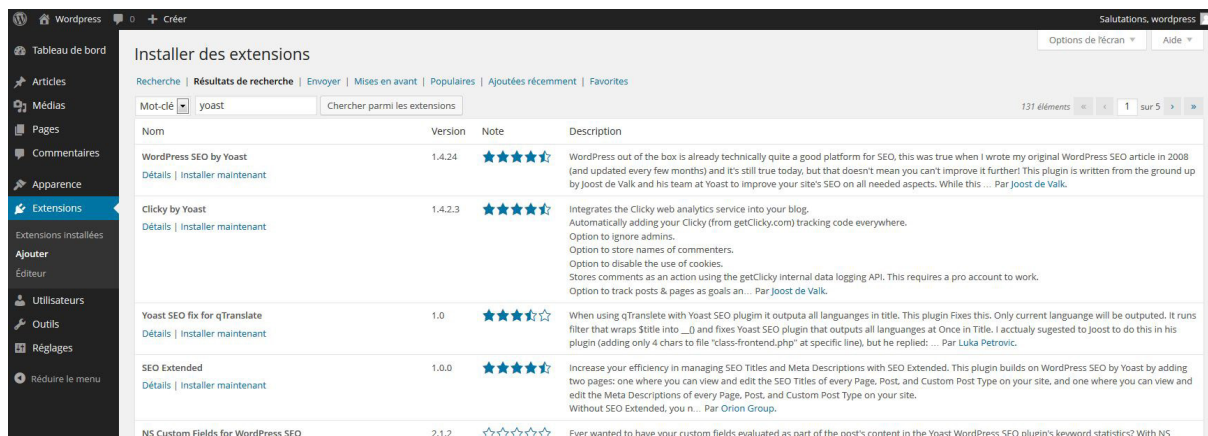 Wordpress 0 + Créer Salutations, wordpress
Options de l'écran Aide
Tableau de bord
Articles
Médias
Pages
Commentaires
Apparence
Extensions
Extensions installées
Ajouter
Éditeur
Utilisateurs
Outils
Réglages
Réduire le menu
Installer des extensions
Recherche | Résultats de recherche | Envoyer | Mises en avant | Populaires | Ajoutées récemment | Favorites
Mot-clé yoast Chercher parmi les extensions 131 éléments « ‹ 1 sur 5 › »
Nom Version Note Description
WordPress SEO by Yoast 1.4.24
Détails | Installer maintenant
WordPress out of the box is already technically quite a good platform for SEO, this was true when I wrote my original WordPress SEO article in 2008
(and updated every few months) and it's still true today, but that doesn't mean you can't improve it further! This plugin is written from the ground up
by Joost de Valk and his team at Yoast to improve your site's SEO on all needed aspects. While this … Par Joost de Valk.
Clicky by Yoast 1.4.2.3
Détails | Installer maintenant
Integrates the Clicky web analytics service into your blog.
Automatically adding your Clicky (from getClicky.com) tracking code everywhere.
Option to ignore admins.
Option to store names of commenters.
Option to disable the use of cookies.
Stores comments as an action using the getClicky internal data logging API. This requires a pro account to work.
Option to track posts & pages as goals an… Par Joost de Valk.
Yoast SEO fix for qTranslate 1.0
Détails | Installer maintenant
When using qTranslate with Yoast SEO plugim it outputa all languanges in title. This plugin Fixes this. Only current languange will be outputed. It runs
filter that wraps $title into __() and fixes Yoast SEO plugin that outputs all languanges at Once in Title. I acctualy sugested to Joost to do this in his
plugin (adding only 4 chars to file "class-frontend.php" at specific line), but he replied: … Par Luka Petrovic.
SEO Extended 1.0.0
Détails | Installer maintenant
Increase your efficiency in managing SEO Titles and Meta Descriptions with SEO Extended. This plugin builds on WordPress SEO by Yoast by adding
two pages: one where you can view and edit the SEO Titles of every Page, Post, and Custom Post Type on your site, and one where you can view and
edit the Meta Descriptions of every Page, Post, and Custom Post Type on your site.
Without SEO Extended, you n… Par Orion Group.
NS Custom Fields for WordPress SEO 2.1.2
Ever wanted to have your custom fields evaluated as part of the post's content in the Yoast WordPress SEO plugin's keyword statistics? With NS